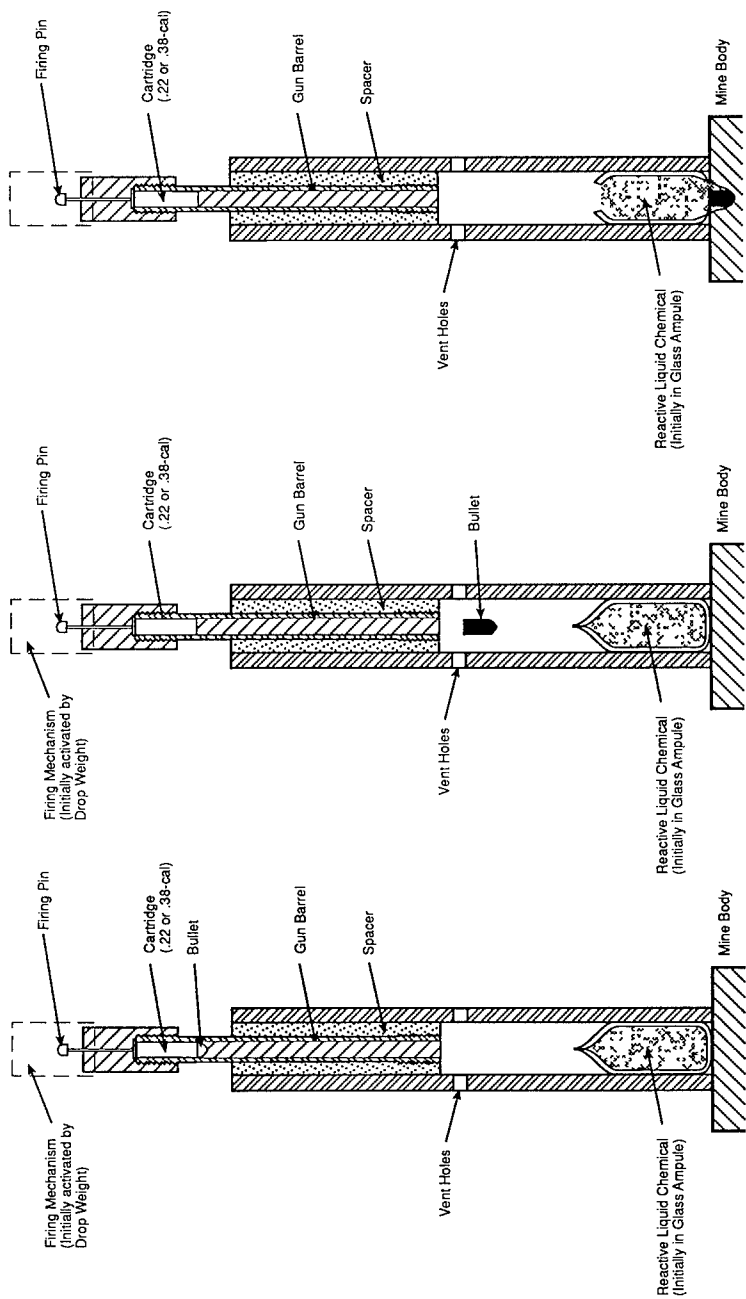 Firing Mechanism
(Initially activated by
Drop Weight)
Firing Pin
Cartridge
(.22 or .38-cal)
Bullet
Gun Barrel
Spacer
Vent Holes
Reactive Liquid Chemical
(Initially in Glass Ampule)
Mine Body
Firing Mechanism
(Initially activated by
Drop Weight)
Firing Pin
Cartridge
(.22 or .38-cal)
Gun Barrel
Spacer
Bullet
Vent Holes
Reactive Liquid Chemical
(Initially in Glass Ampule)
Mine Body
Firing Pin
Cartridge
(.22 or .38-cal)
Gun Barrel
Spacer
Vent Holes
Reactive Liquid Chemical
(Initially in Glass Ampule)
Mine Body